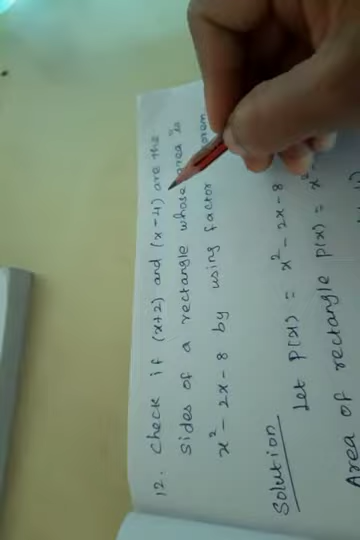 12. Check if (x+2) and (x-4) are the
sides of a rectangle whose area is
x² - 2x - 8 by using factor
Solution
Let P(x) = x² - 2x - 8
Area of rectangle P(x) = x²